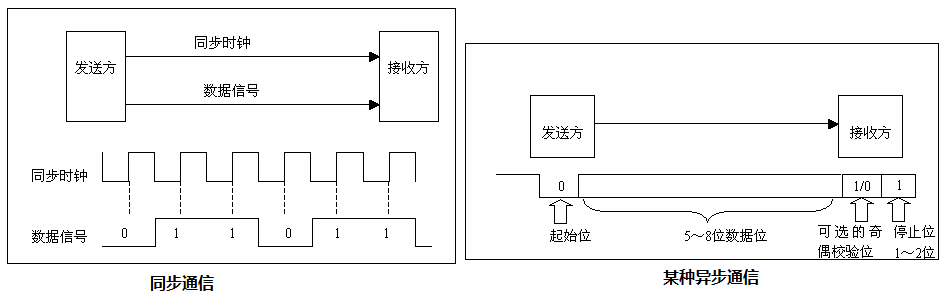 同步时钟
发送方
接收方
数据信号
同步时钟
数据信号
0 1 1 0 1 1
同步通信
发送方
接收方
0
1/0
1
起始位
5～8位数据位
可选的奇
偶校验位
停止位
1～2位
某种异步通信